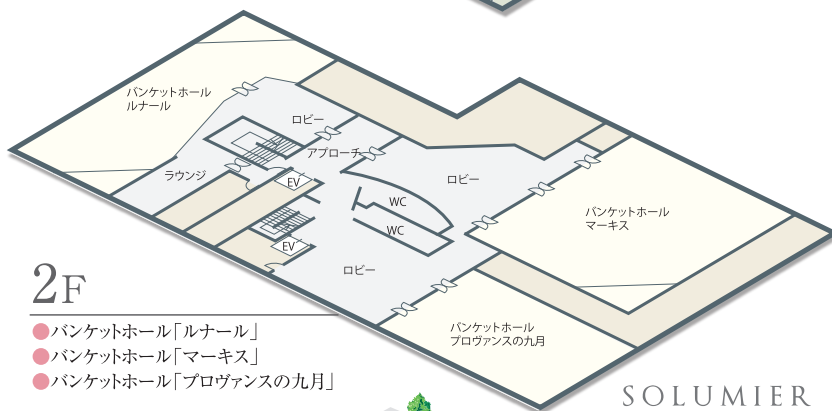 バンケットホール
ルナール
ロビー
アプローチ
ロビー
ラウンジ
EV
WC
WC
バンケットホール
マーキス
EV
ロビー
バンケットホール
プロヴァンスの九月
2F
●バンケットホール「ルナール」
●バンケットホール「マーキス」
●バンケットホール「プロヴァンスの九月」
SOLUMIER